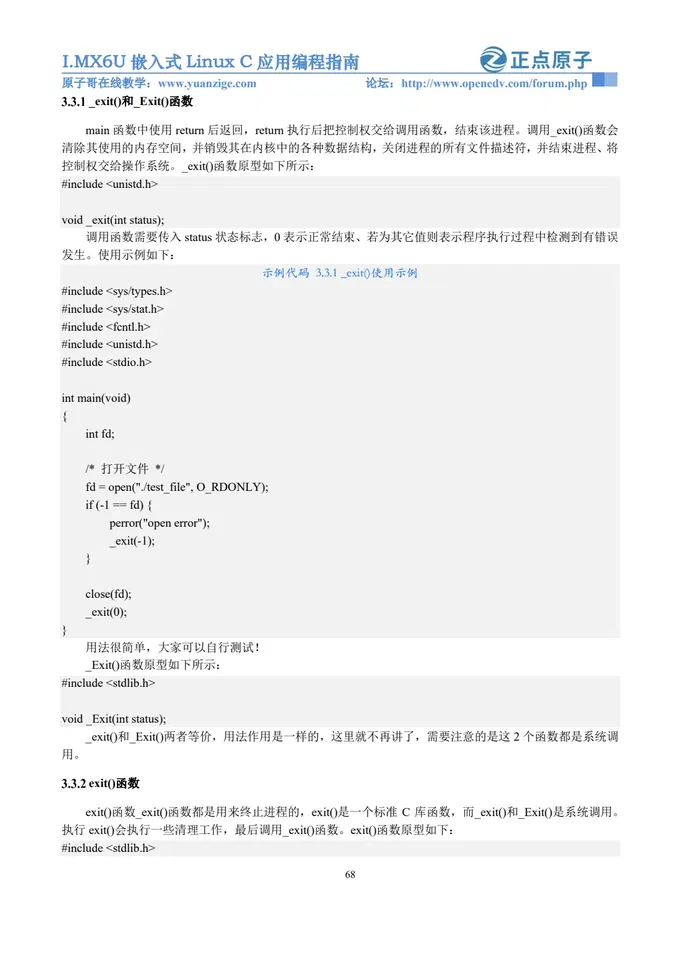 I.MX6U 嵌入式 Linux C 应用编程指南
正点原子
原子哥在线教学：www.yuanzige.com
论坛：http://www.openedv.com/forum.php
3.3.1 _exit()和_Exit()函数
main 函数中使用 return 后返回，return 执行后把控制权交给调用函数，结束该进程。调用_exit()函数会
清除其使用的内存空间，并销毁其在内核中的各种数据结构，关闭进程的所有文件描述符，并结束进程、将
控制权交给操作系统。_exit()函数原型如下所示：
#include <unistd.h>
void _exit(int status);
调用函数需要传入 status 状态标志，0 表示正常结束、若为其它值则表示程序执行过程中检测到有错误
发生。使用示例如下：
示例代码 3.3.1 _exit()使用示例
#include <sys/types.h>
#include <sys/stat.h>
#include <fcntl.h>
#include <unistd.h>
#include <stdio.h>
int main(void)
{
int fd;
/* 打开文件 */
fd = open("./test_file", O_RDONLY);
if (-1 == fd) {
perror("open error");
_exit(-1);
}
close(fd);
_exit(0);
}
用法很简单，大家可以自行测试！
_Exit()函数原型如下所示：
#include <stdlib.h>
void _Exit(int status);
_exit()和_Exit()两者等价，用法作用是一样的，这里就不再讲了，需要注意的是这 2 个函数都是系统调
用。
3.3.2 exit()函数
exit()函数_exit()函数都是用来终止进程的，exit()是一个标准 C 库函数，而_exit()和_Exit()是系统调用。
执行 exit()会执行一些清理工作，最后调用_exit()函数。exit()函数原型如下：
#include <stdlib.h>
68